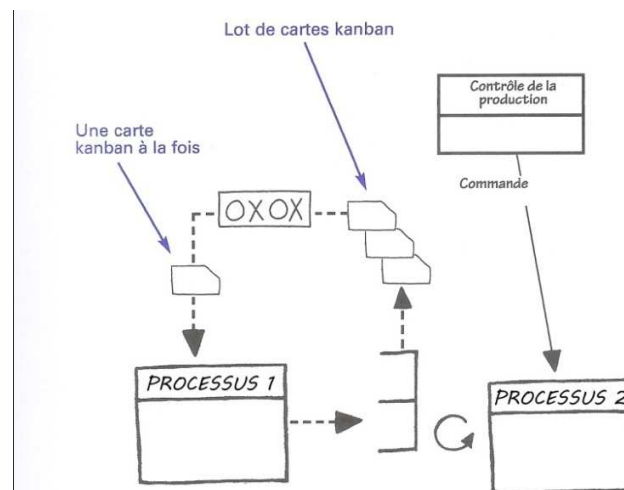 Lot de cartes kanban
Contrôle de la
production
Une carte
kanban à la fois
Commande
OXOX
PROCESSUS 1
PROCESSUS 2